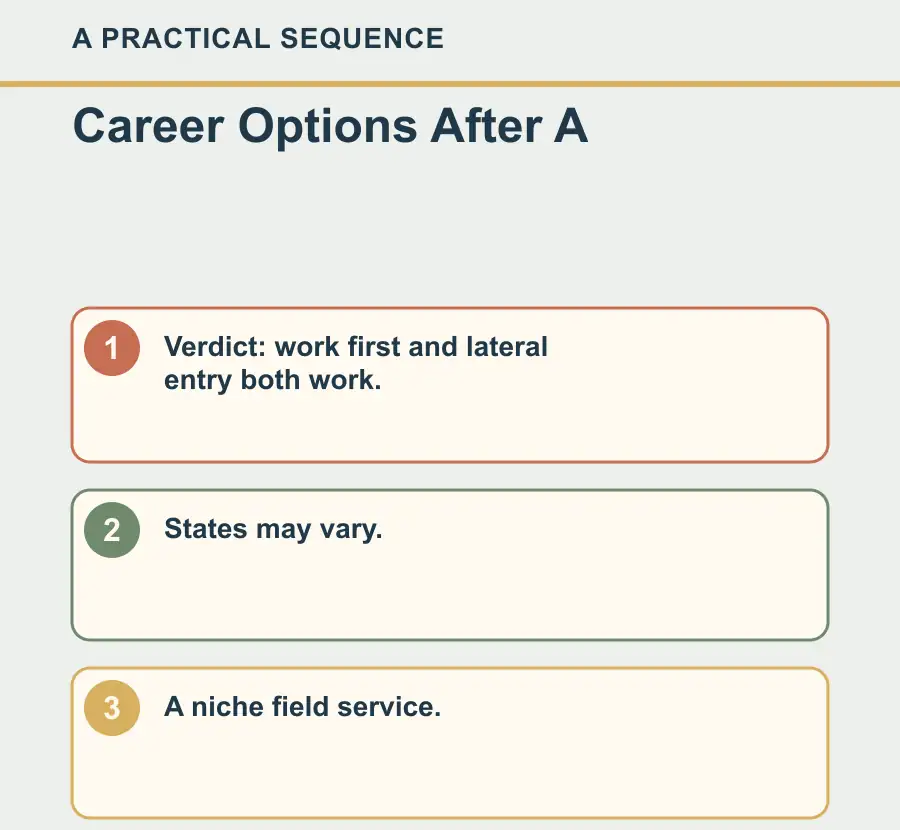 A PRACTICAL SEQUENCE
Career Options After A
1
Verdict: work first and lateral
entry both work.
2
States may vary.
3
A niche field service.